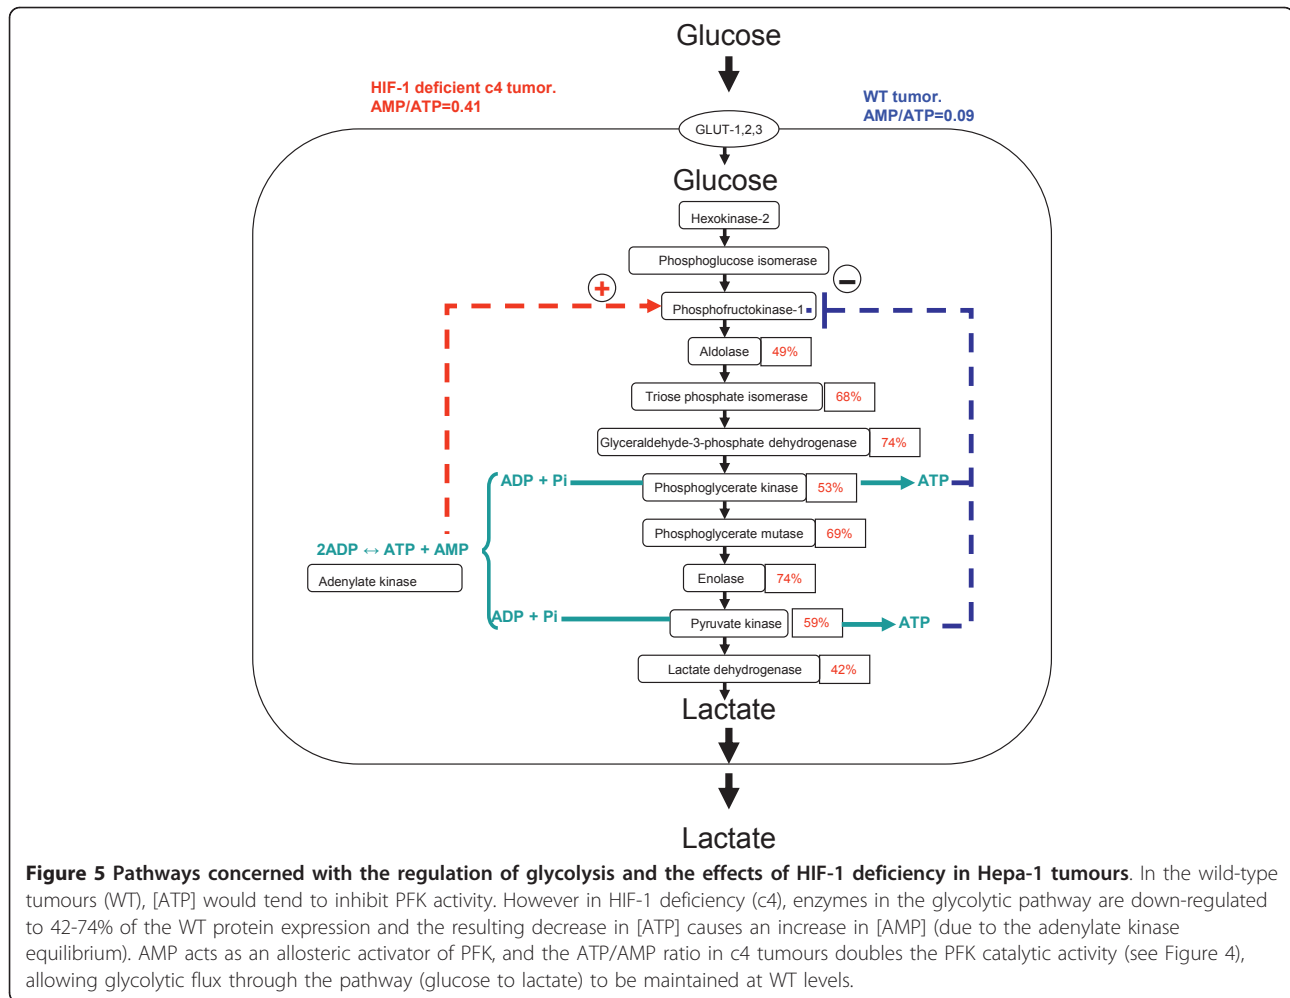 Glucose
HIF-1 deficient c4 tumor.
AMP/ATP=0.41
WT tumor.
AMP/ATP=0.09
GLUT-1,2,3
Glucose
Hexokinase-2
Phosphoglucose isomerase
+
−
Phosphofructokinase-1
Aldolase 49%
Triose phosphate isomerase 68%
Glyceraldehyde-3-phosphate dehydrogenase 74%
ADP + Pi Phosphoglycerate kinase 53% ATP
Phosphoglycerate mutase 69%
2ADP ↔ ATP + AMP
Adenylate kinase
Enolase 74%
ADP + Pi Pyruvate kinase 59% ATP
Lactate dehydrogenase 42%
Lactate
Lactate
Figure 5 Pathways concerned with the regulation of glycolysis and the effects of HIF-1 deficiency in Hepa-1 tumours. In the wild-type
tumours (WT), [ATP] would tend to inhibit PFK activity. However in HIF-1 deficiency (c4), enzymes in the glycolytic pathway are down-regulated
to 42-74% of the WT protein expression and the resulting decrease in [ATP] causes an increase in [AMP] (due to the adenylate kinase
equilibrium). AMP acts as an allosteric activator of PFK, and the ATP/AMP ratio in c4 tumours doubles the PFK catalytic activity (see Figure 4),
allowing glycolytic flux through the pathway (glucose to lactate) to be maintained at WT levels.